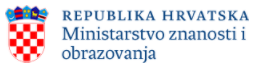 REPUBLIKA HRVATSKA
Ministarstvo znanosti i
obrazovanja